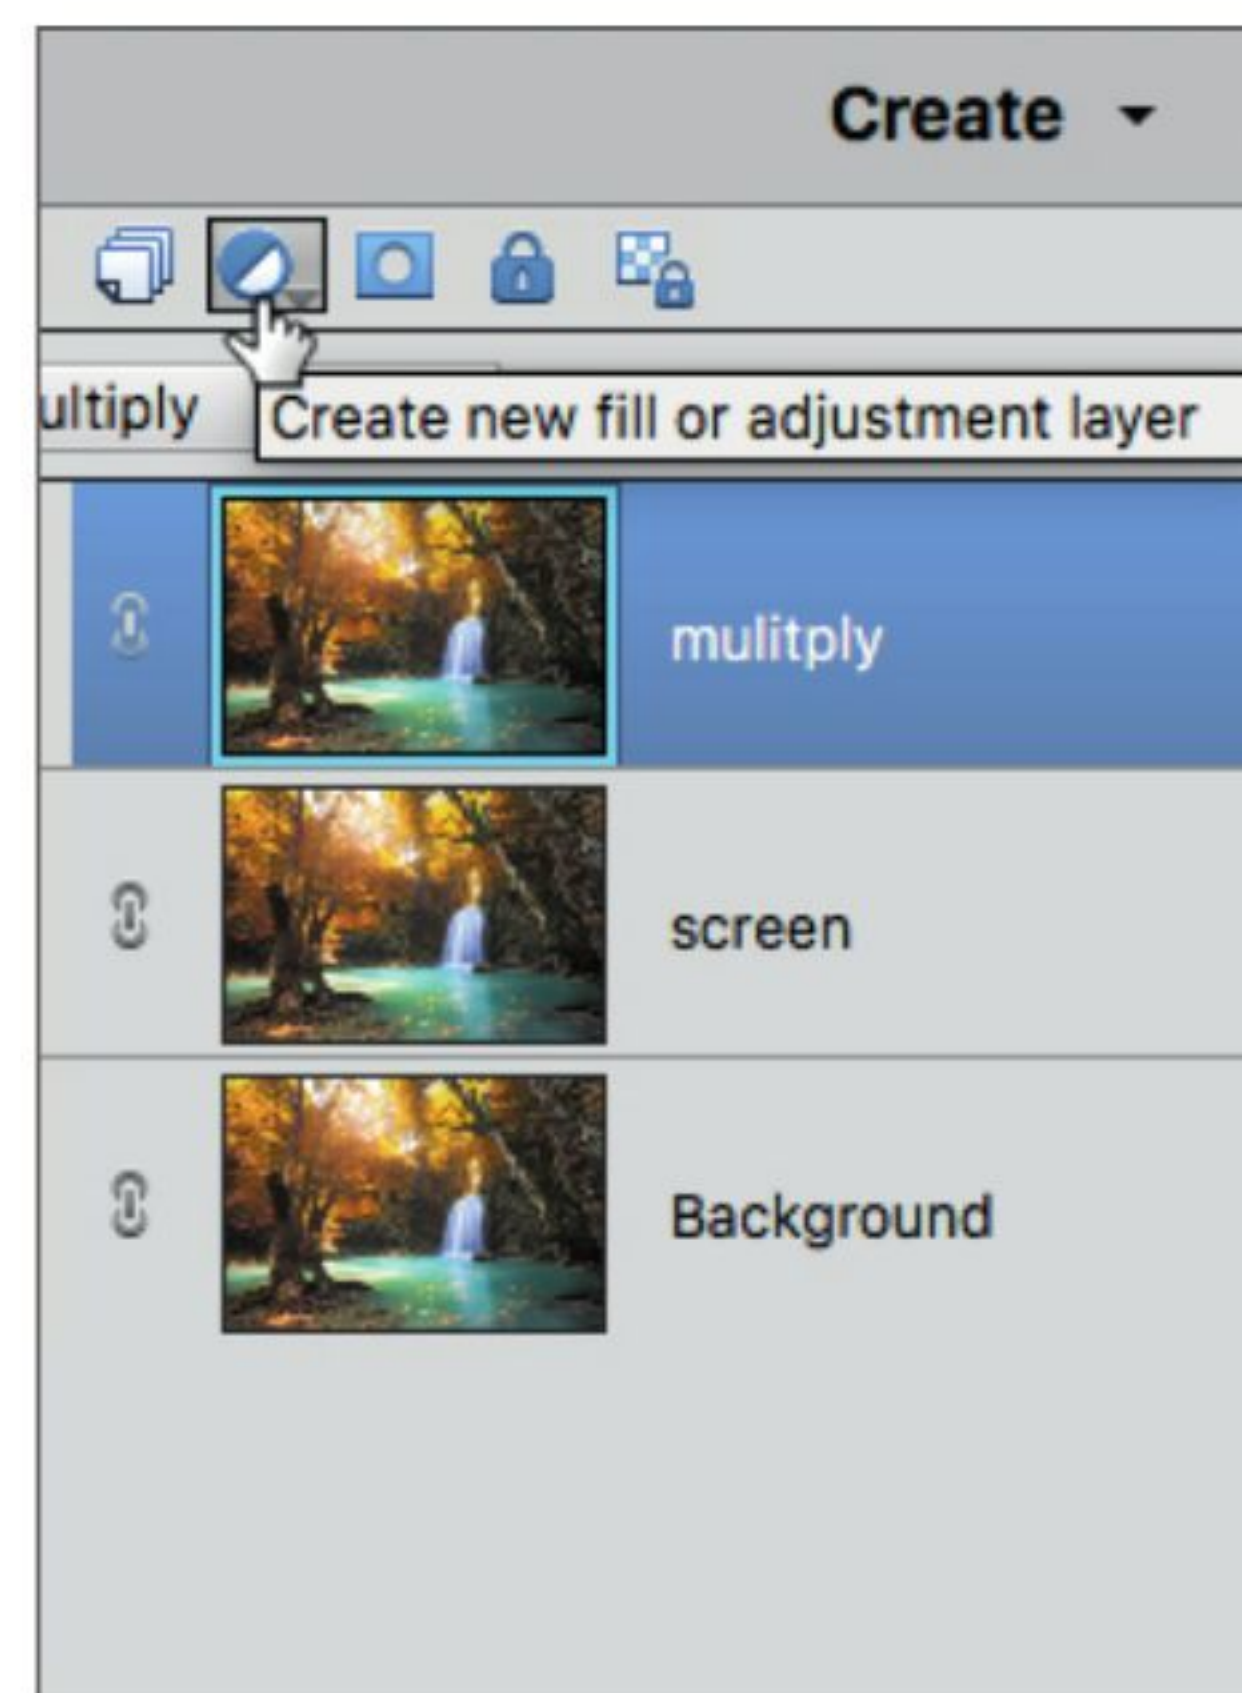 Create
ultiply
Create new fill or adjustment layer
mulitply
screen
Background